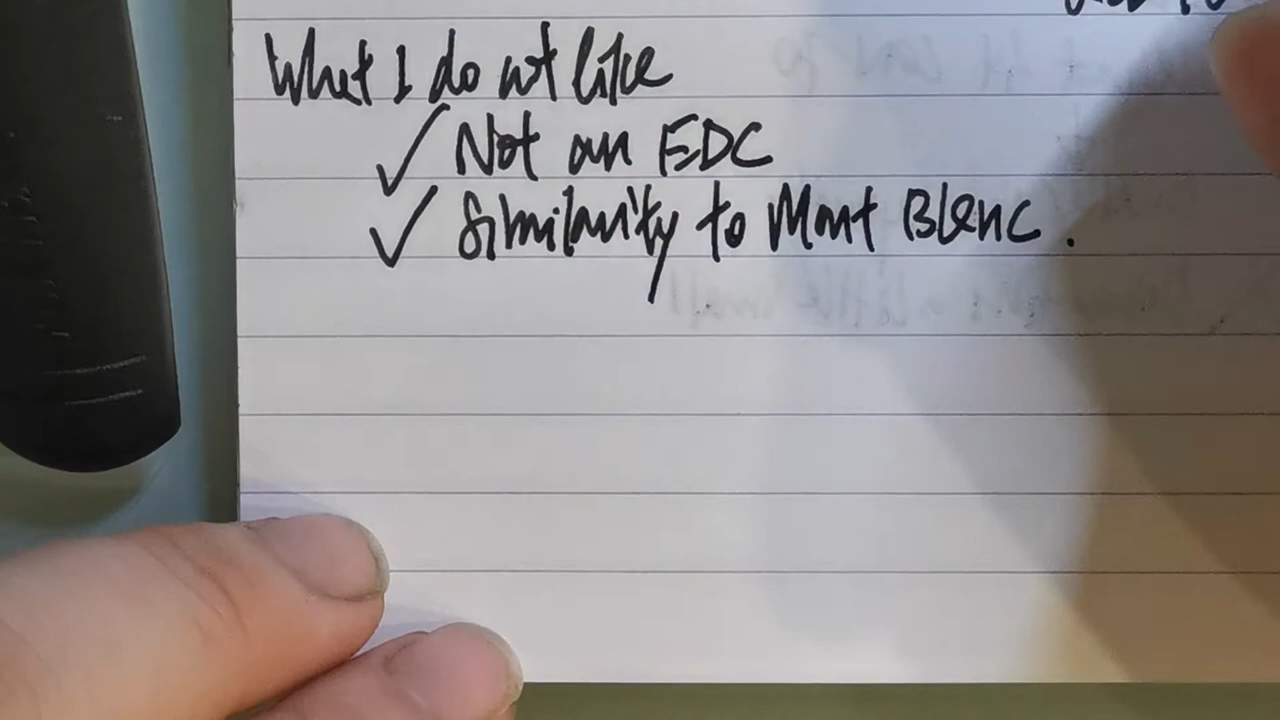 What I do not like
✓ Not an EDC
✓ Similarity to Mont Blanc.